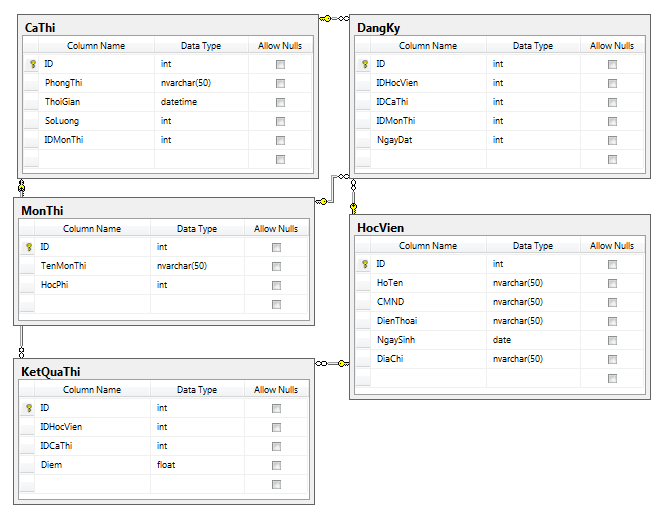 CaThi
Column Name Data Type Allow Nulls
ID int
PhongThi nvarchar(50)
ThoiGian datetime
SoLuong int
IDMonThi int
DangKy
Column Name Data Type Allow Nulls
ID int
IDHocVien int
IDCaThi int
IDMonThi int
NgayDat int
MonThi
Column Name Data Type Allow Nulls
ID int
TenMonThi nvarchar(50)
HocPhi int
HocVien
Column Name Data Type Allow Nulls
ID int
HoTen nvarchar(50)
CMND nvarchar(50)
DienThoai nvarchar(50)
NgaySinh date
DiaChi nvarchar(50)
KetQuaThi
Column Name Data Type Allow Nulls
ID int
IDHocVien int
IDCaThi int
Diem float